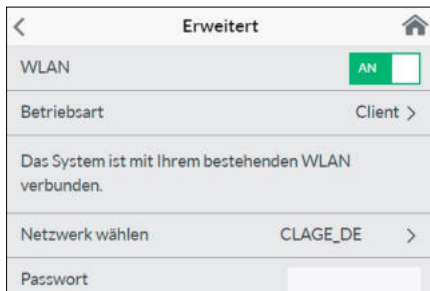 Erweitert
WLAN AN
Betriebsart Client
Das System ist mit Ihrem bestehenden WLAN
verbunden.
Netzwerk wählen CLAGE_DE
Passwort